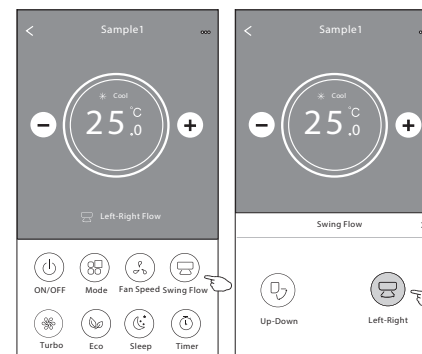 Sample1
Cool
25.0°C
Left-Right Flow
ON/OFF Mode Fan Speed Swing Flow
Turbo Eco Sleep Timer
Sample1
Cool
25.0°C
Swing Flow
Up-Down Left-Right